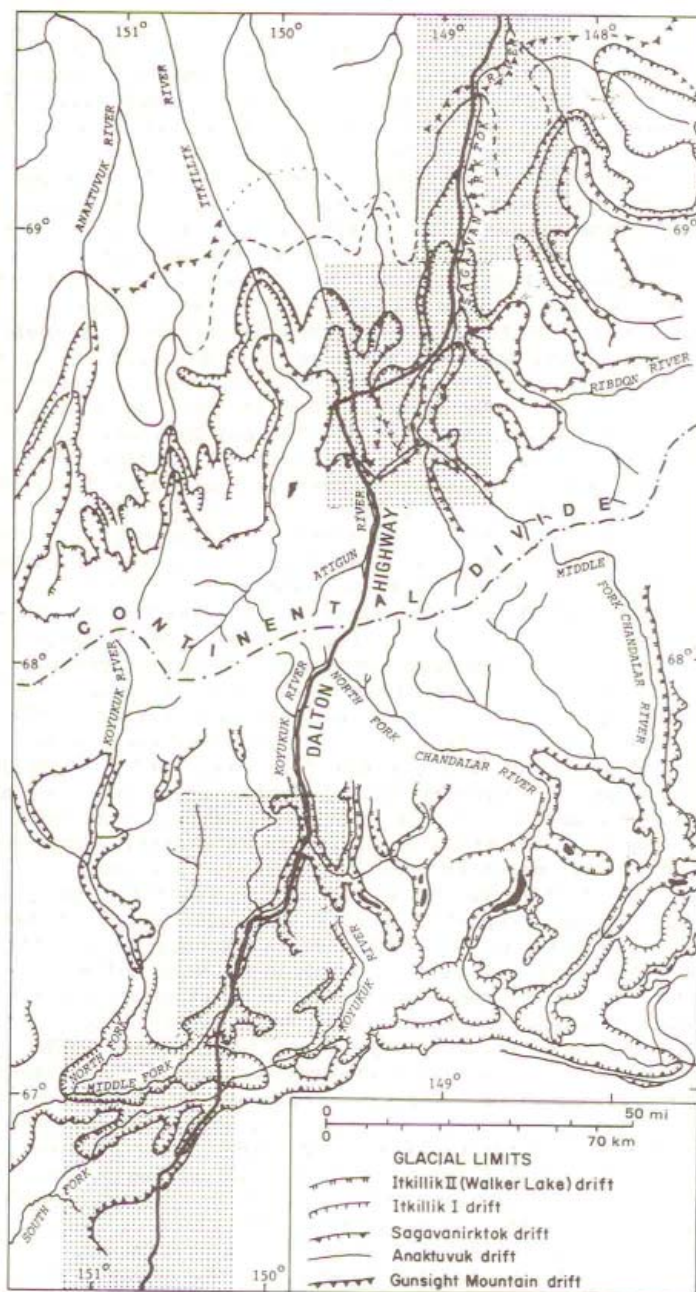 151°
150°
149°
148°
ANAKTUVUK RIVER
ITKILLIK RIVER
RIVER
SAGAVANIRKTOK
69°
69°
RIBDON RIVER
ATIGUN RIVER
HIGHWAY
CONTINENTAL DIVIDE
MIDDLE FORK CHANDALAR RIVER
68°
68°
KOYUKUK RIVER
KOYUKUK RIVER
DALTON
NORTH FORK CHANDALAR RIVER
KOYUKUK RIVER
NORTH FORK
MIDDLE FORK
67°
149°
SOUTH FORK
151°
150°
0 50 mi
0 70 km
GLACIAL LIMITS
Itkillik II (Walker Lake) drift
Itkillik I drift
Sagavanirktok drift
Anaktuvuk drift
Gunsight Mountain drift